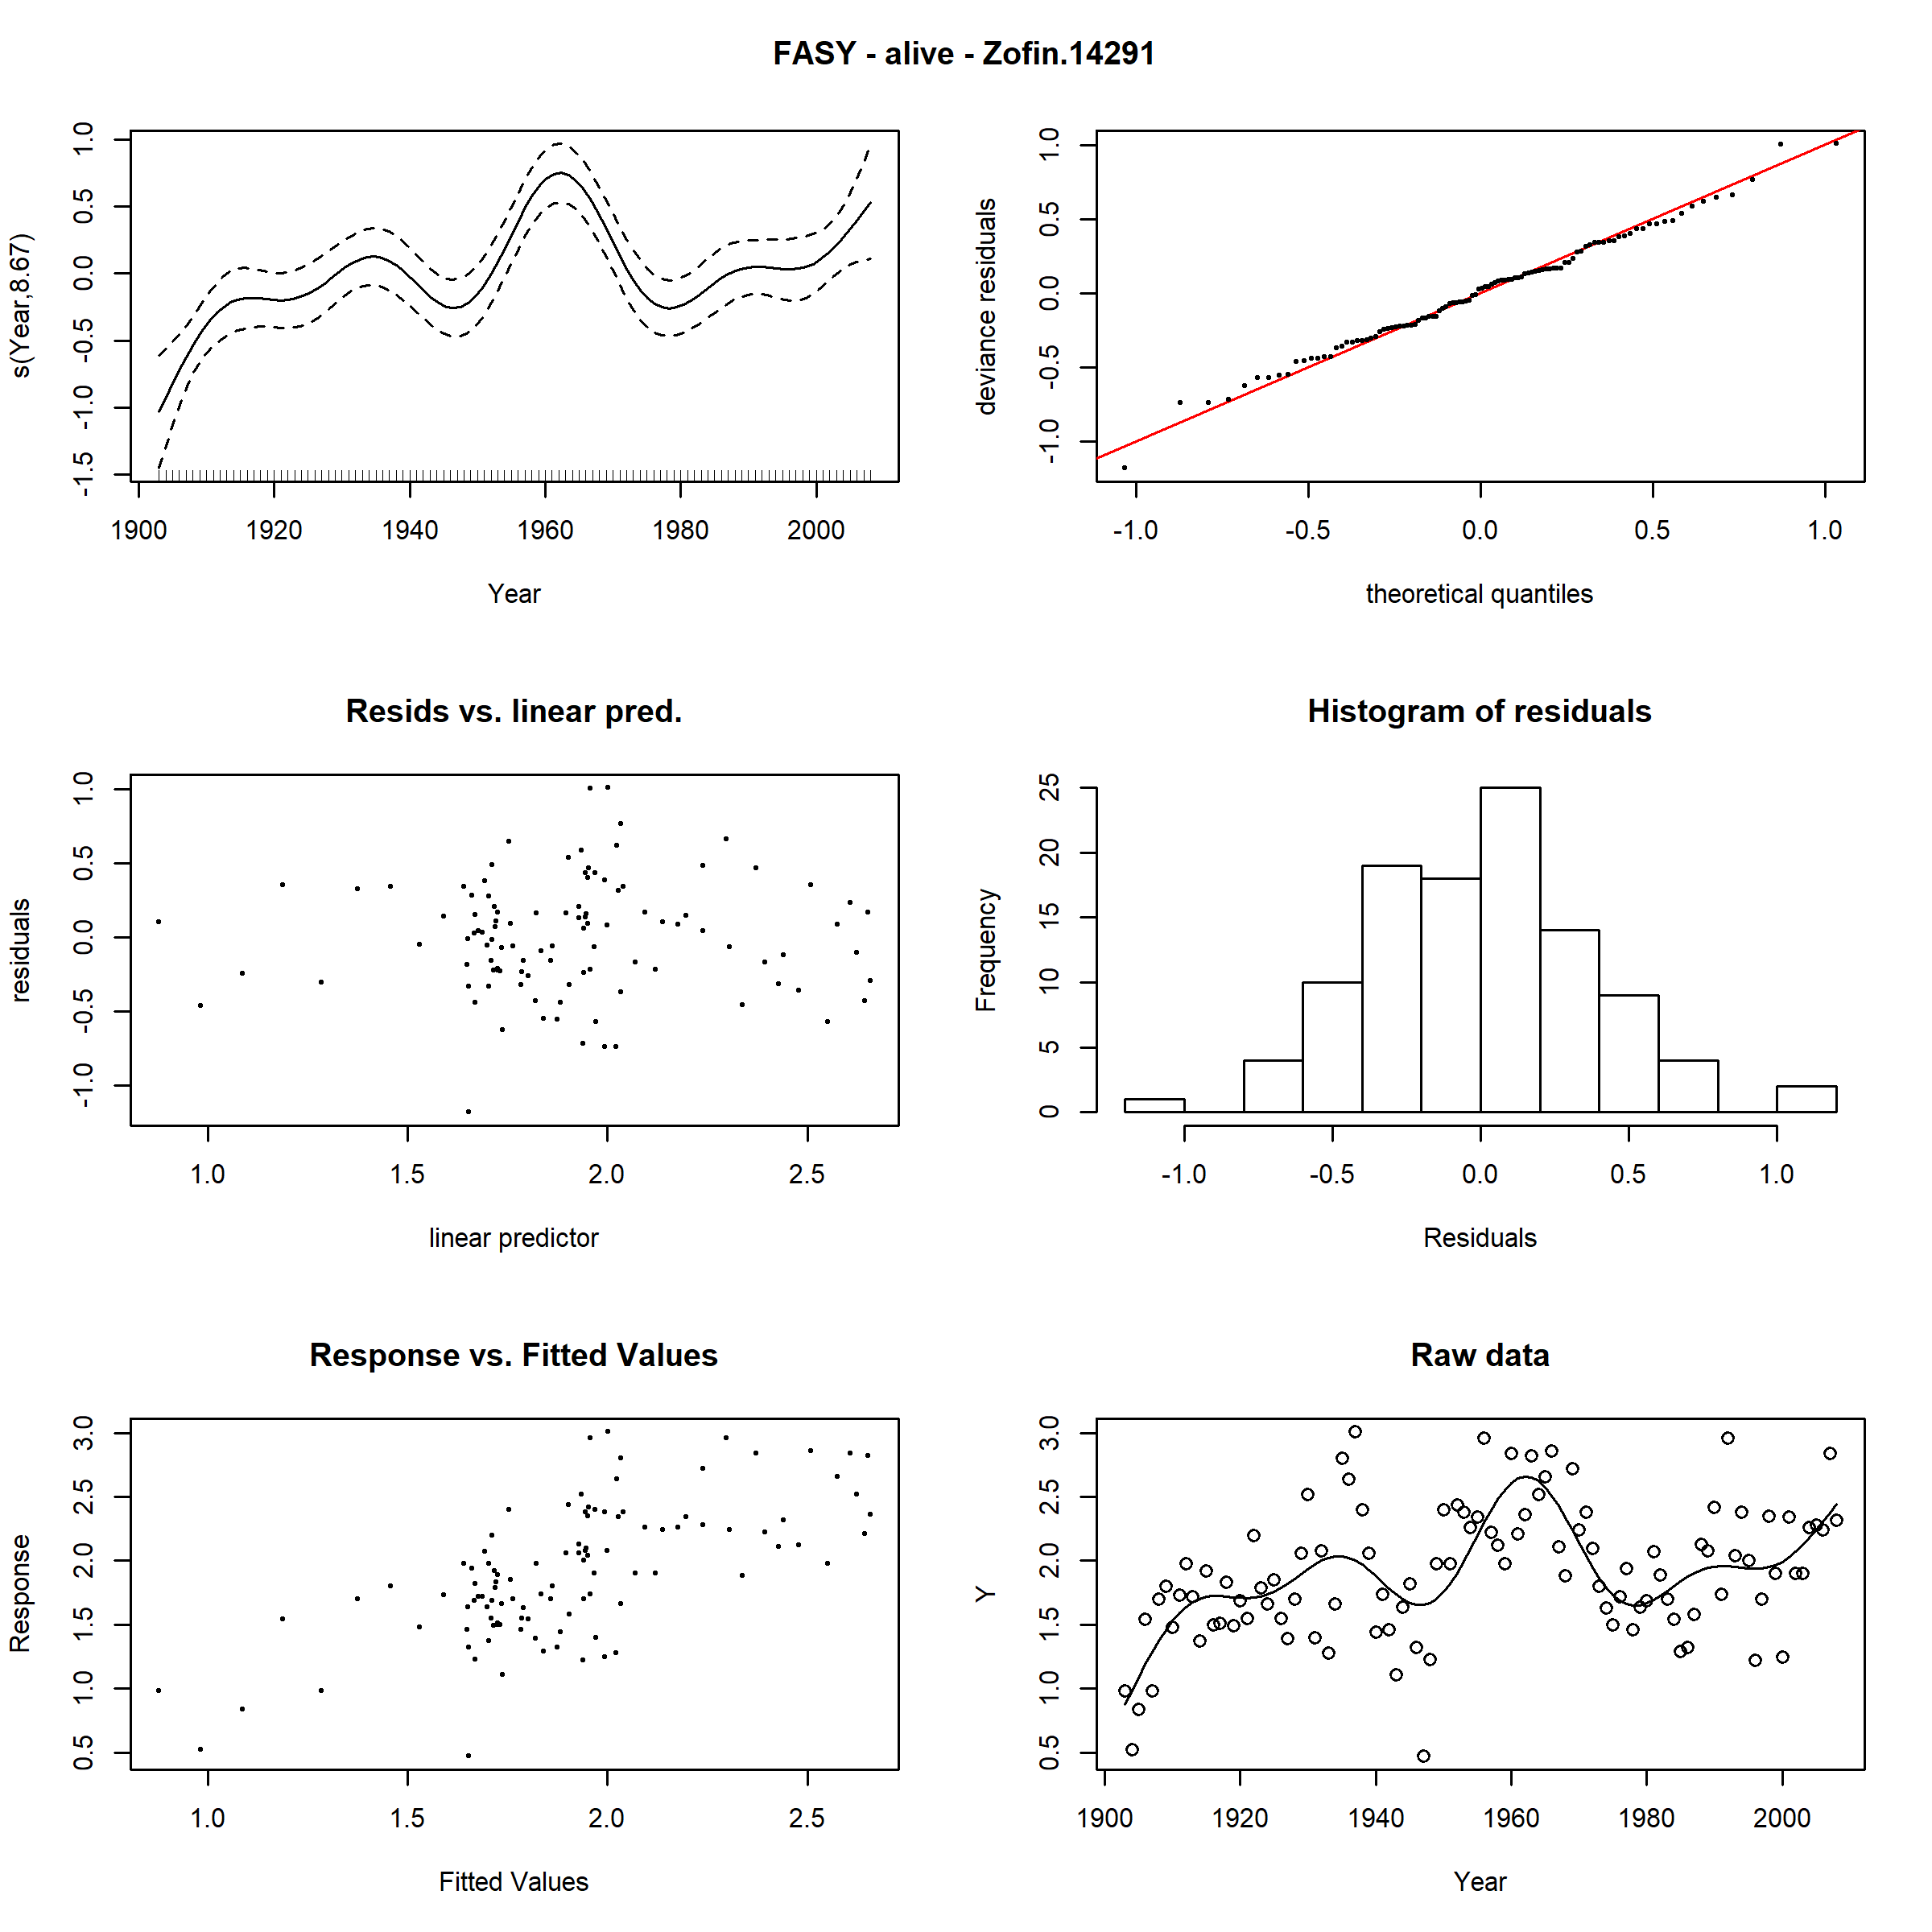 FASY - alive - Zofin.14291
s(Year,8.67)
1.0
0.5
0.0
-0.5
-1.0
-1.5
1900 1920 1940 1960 1980 2000
Year
deviance residuals
1.0
0.5
0.0
-0.5
-1.0
-1.0 -0.5 0.0 0.5 1.0
theoretical quantiles
Resids vs. linear pred.
residuals
1.0
0.5
0.0
-0.5
-1.0
1.0 1.5 2.0 2.5
linear predictor
Histogram of residuals
Frequency
25
20
15
10
5
0
-1.0 -0.5 0.0 0.5 1.0
Residuals
Response vs. Fitted Values
Response
3.0
2.5
2.0
1.5
1.0
0.5
1.0 1.5 2.0 2.5
Fitted Values
Raw data
Y
3.0
2.5
2.0
1.5
1.0
0.5
1900 1920 1940 1960 1980 2000
Year